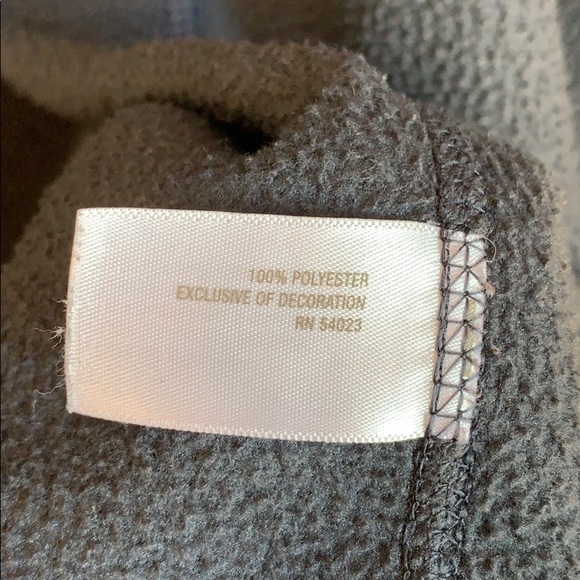 100% POLYESTER
EXCLUSIVE OF DECORATION
RN 54023